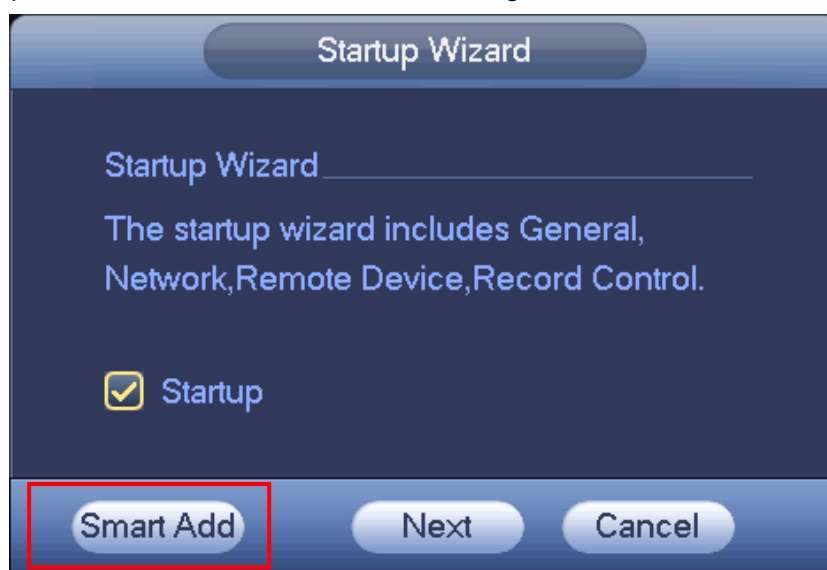 Startup Wizard
Startup Wizard
The startup wizard includes General,
Network,Remote Device,Record Control.
Startup
Smart Add Next Cancel